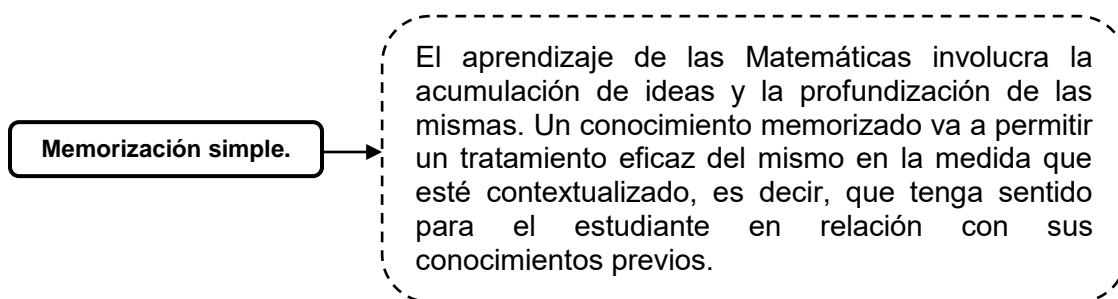 Memorización simple.
El aprendizaje de las Matemáticas involucra la
acumulación de ideas y la profundización de las
mismas. Un conocimiento memorizado va a permitir
un tratamiento eficaz del mismo en la medida que
esté contextualizado, es decir, que tenga sentido
para el estudiante en relación con sus
conocimientos previos.